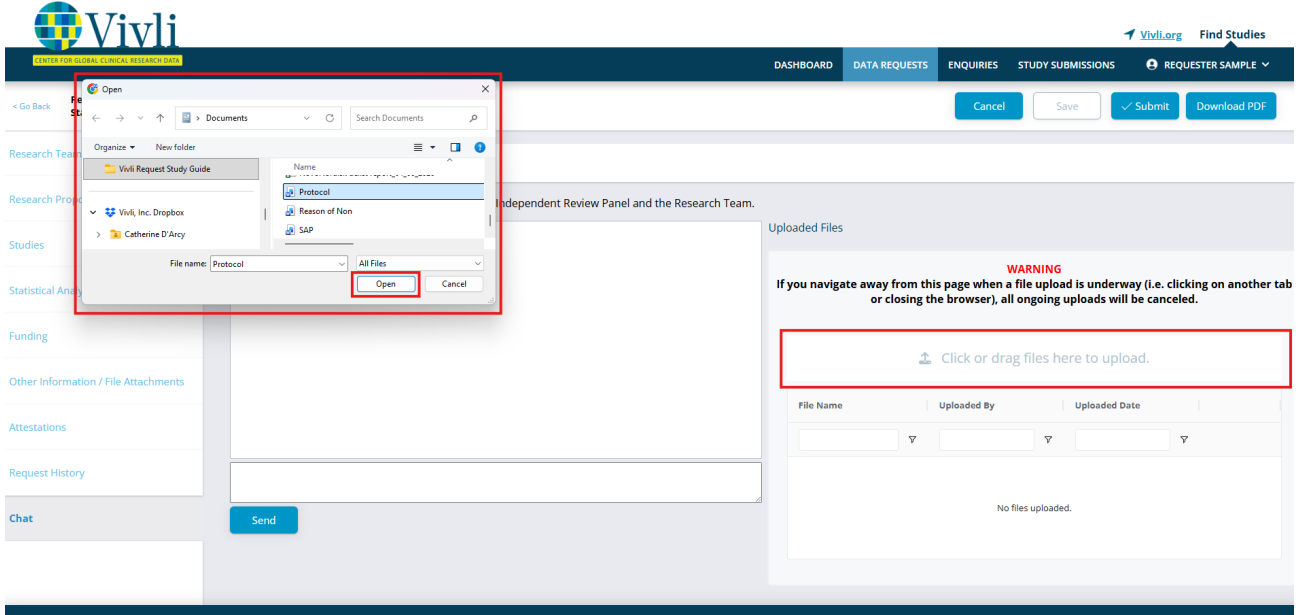 Vivli
CENTER FOR GLOBAL CLINICAL RESEARCH DATA
Vivli.org Find Studies
DASHBOARD DATA REQUESTS ENQUIRIES STUDY SUBMISSIONS REQUESTER SAMPLE
< Go Back
Cancel Save Submit Download PDF
Open
Documents
Search Documents
Organize New folder
Vivli Request Study Guide
Vivli, Inc. Dropbox
Catherine D'Arcy
Name
Protocol
Reason of Non
SAP
File name: Protocol
All Files
Open Cancel
Research Team
Studies
Funding
Other Information / File Attachments
Attestations
Request History
Chat
Independent Review Panel and the Research Team.
Send
Uploaded Files
WARNING
If you navigate away from this page when a file upload is underway (i.e. clicking on another tab
or closing the browser), all ongoing uploads will be canceled.
Click or drag files here to upload.
File Name Uploaded By Uploaded Date
No files uploaded.